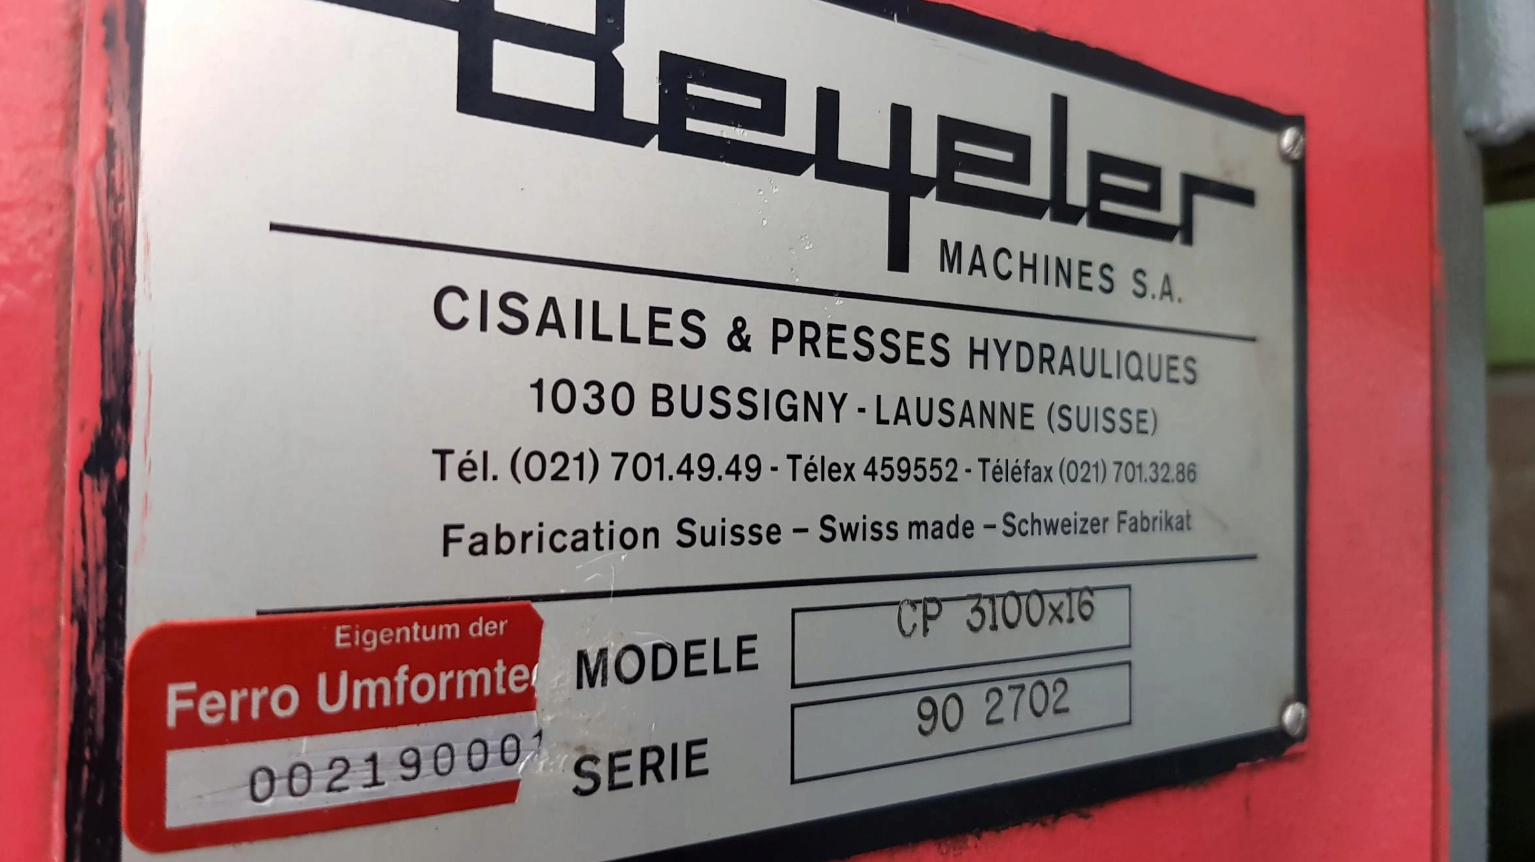 Beyeler
MACHINES S.A.
CISAILLES & PRESSES HYDRAULIQUES
1030 BUSSIGNY - LAUSANNE (SUISSE)
Tél. (021) 701.49.49 - Télex 459552 - Téléfax (021) 701.32.86
Fabrication Suisse – Swiss made – Schweizer Fabrikat
Eigentum der
Ferro Umformte
002190001
MODELE CP 3100x16
SERIE 90 2702